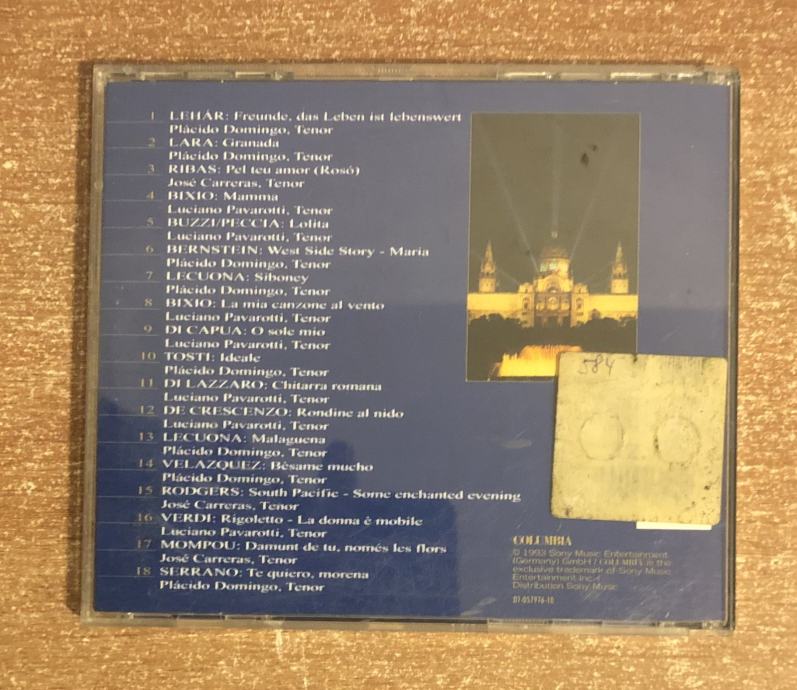 1 LEHÁR: Freunde, das Leben ist lebenswert
Plácido Domingo, Tenor
2 LARA: Granada
Plácido Domingo, Tenor
3 RIBAS: Pel teu amor (Rosó)
José Carreras, Tenor
4 BIXIO: Mamma
Luciano Pavarotti, Tenor
5 BUZZI/PECCIA: Lolita
Luciano Pavarotti, Tenor
6 BERNSTEIN: West Side Story - Maria
Plácido Domingo, Tenor
7 LECUONA: Siboney
Plácido Domingo, Tenor
8 BIXIO: La mia canzone al vento
Luciano Pavarotti, Tenor
9 DI CAPUA: O sole mio
Luciano Pavarotti, Tenor
10 TOSTI: Ideale
Plácido Domingo, Tenor
11 DI LAZZARO: Chitarra romana
Luciano Pavarotti, Tenor
12 DE CRESCENZO: Rondine al nido
Luciano Pavarotti, Tenor
13 LECUONA: Malaguena
Plácido Domingo, Tenor
14 VELAZQUEZ: Bésame mucho
Plácido Domingo, Tenor
15 RODGERS: South Pacific - Some enchanted evening
José Carreras, Tenor
16 VERDI: Rigoletto - La donna è mobile
Luciano Pavarotti, Tenor
17 MOMPOU: Damunt de tu, només les flors
José Carreras, Tenor
18 SERRANO: Te quiero, morena
Plácido Domingo, Tenor
584
COLUMBIA
© 1993 Sony Music Entertainment
(Germany) GmbH / COLUMBIA is the
exclusive trademark of Sony Music
Entertainment Inc. /
Distribution Sony Music
01-057976-10